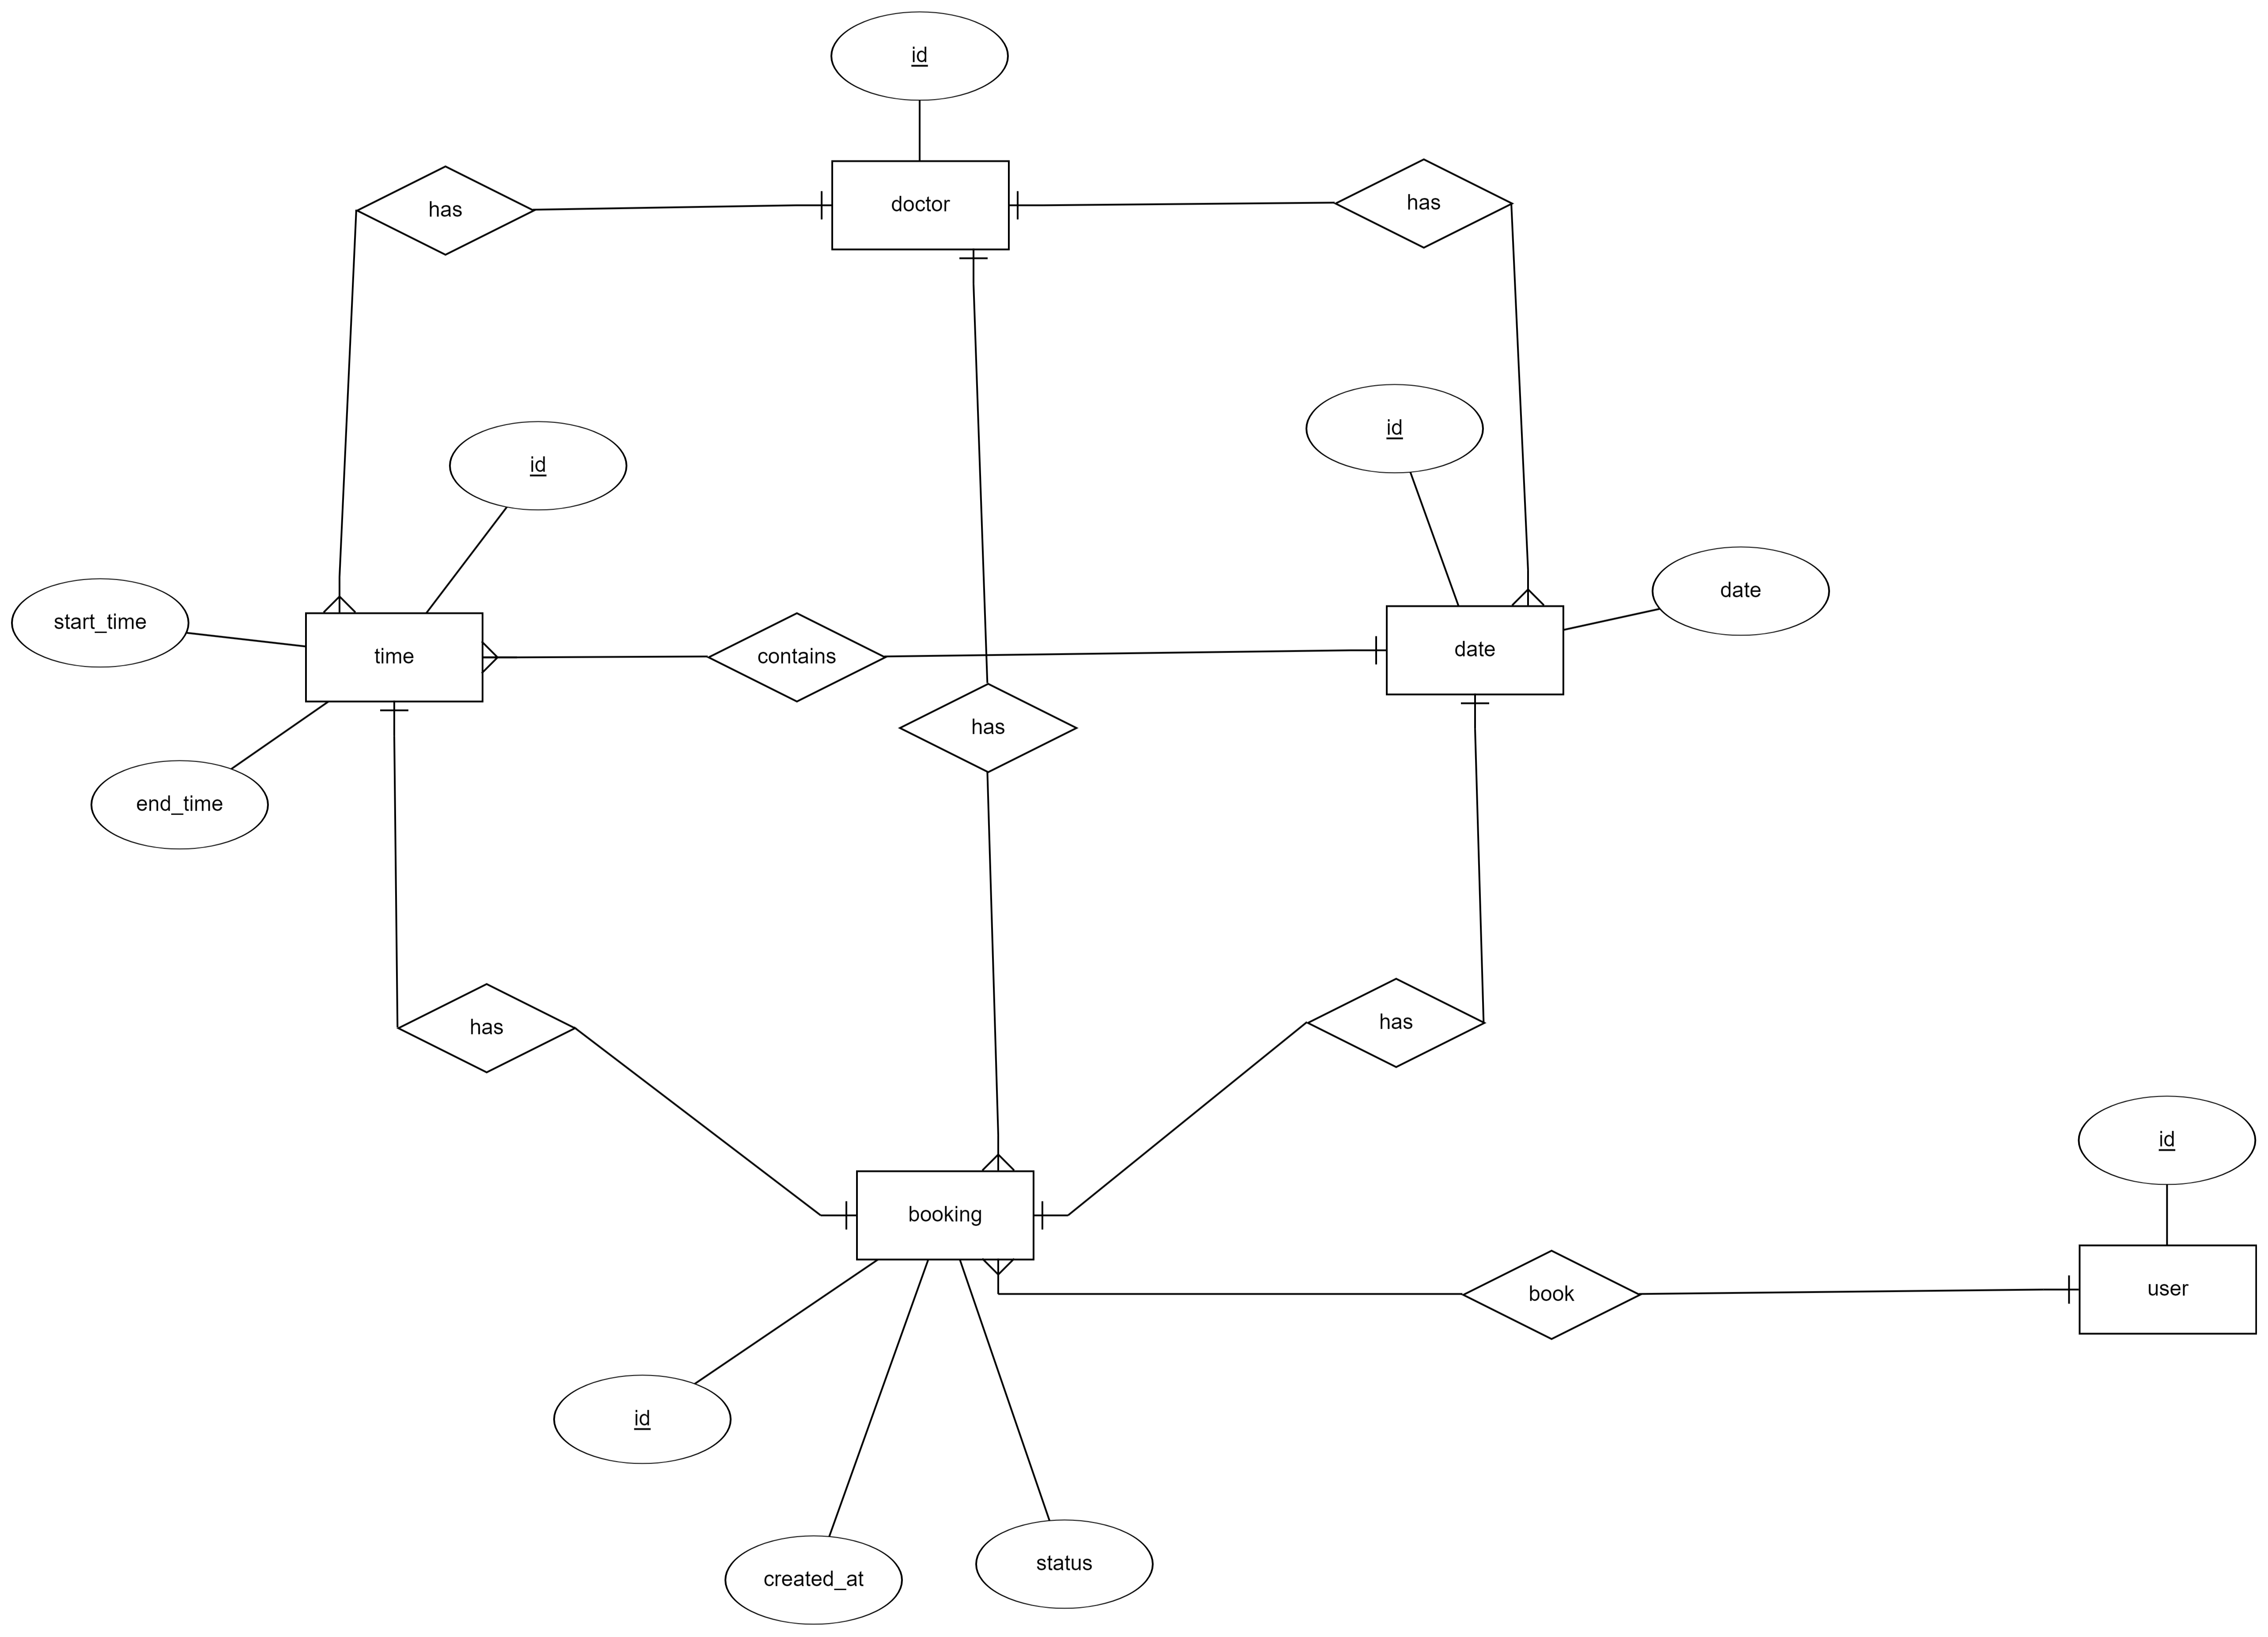 id
doctor
has
has
id
id
start_time
time
contains
date
date
has
end_time
has
has
id
booking
book
user
id
created_at
status